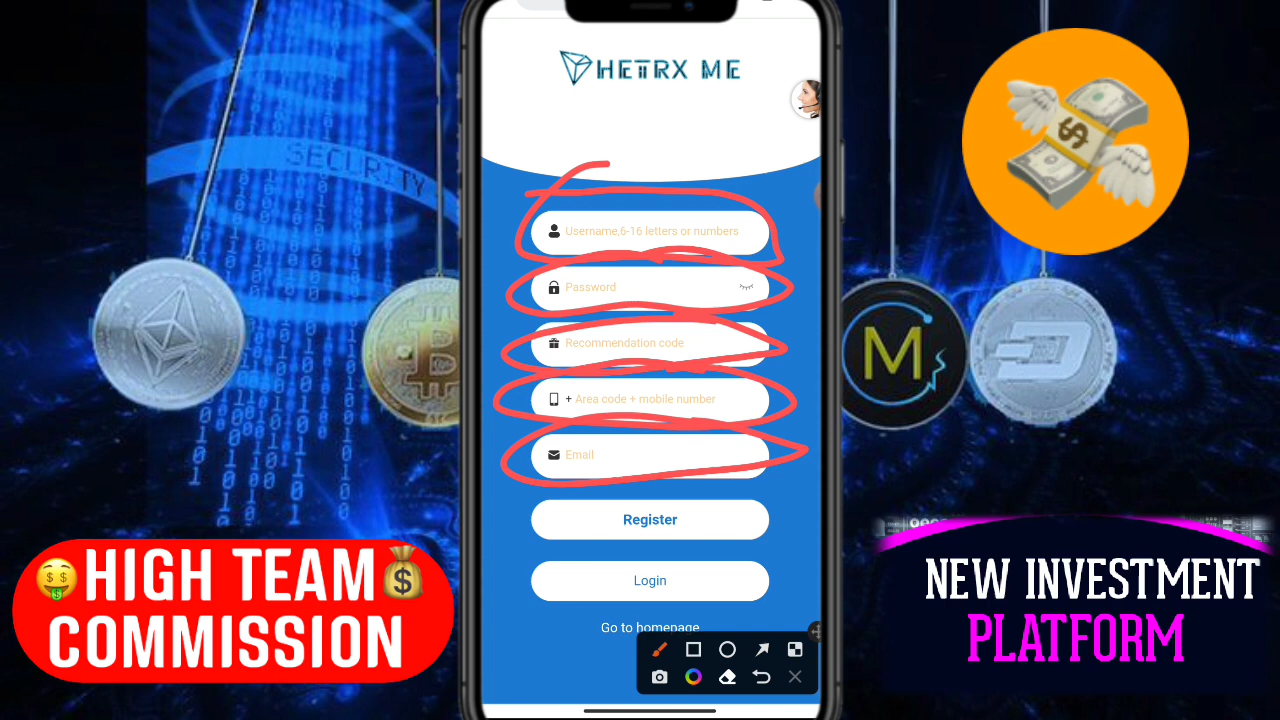 HETRX ME
SECURITY
Username,6-16 letters or numbers
Password
Recommendation code
+ Area code + mobile number
Email
Register
Login
Go to homepage
HIGH TEAM
COMMISSION
NEW INVESTMENT
PLATFORM